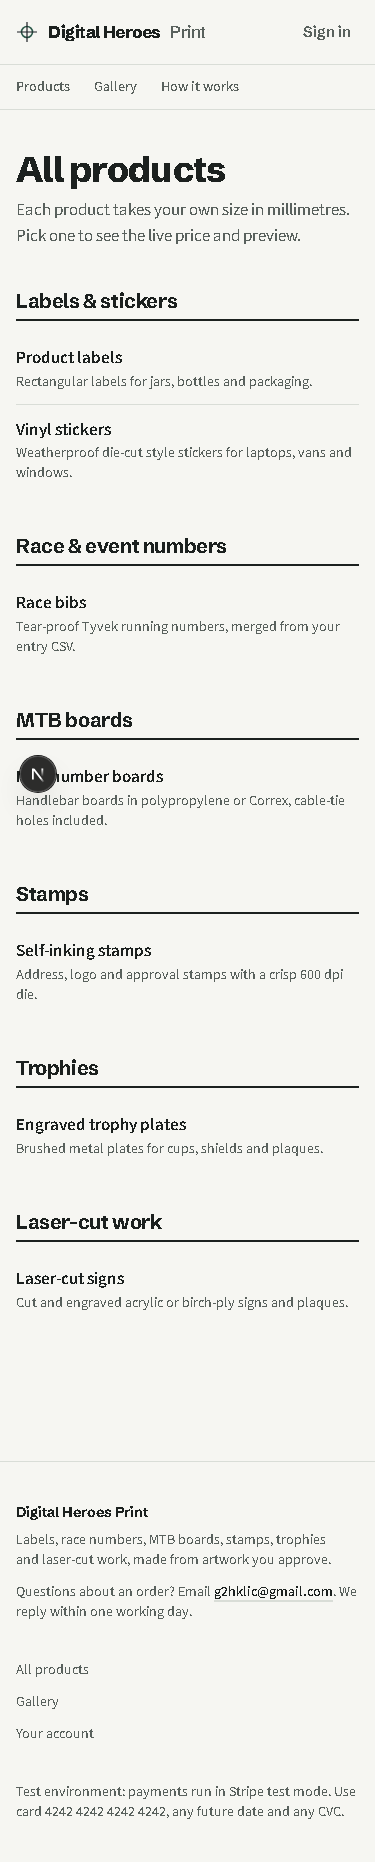 Digital Heroes Print
Sign in
Products Gallery How it works
All products
Each product takes your own size in millimetres.
Pick one to see the live price and preview.
Labels & stickers
Product labels
Rectangular labels for jars, bottles and packaging.
Vinyl stickers
Weatherproof die-cut style stickers for laptops, vans and
windows.
Race & event numbers
Race bibs
Tear-proof Tyvek running numbers, merged from your
entry CSV.
MTB boards
N
number boards
Handlebar boards in polypropylene or Correx, cable-tie
holes included.
Stamps
Self-inking stamps
Address, logo and approval stamps with a crisp 600 dpi
die.
Trophies
Engraved trophy plates
Brushed metal plates for cups, shields and plaques.
Laser-cut work
Laser-cut signs
Cut and engraved acrylic or birch-ply signs and plaques.
Digital Heroes Print
Labels, race numbers, MTB boards, stamps, trophies
and laser-cut work, made from artwork you approve.
Questions about an order? Email g2hklic@gmail.com. We
reply within one working day.
All products
Gallery
Your account
Test environment: payments run in Stripe test mode. Use
card 4242 4242 4242 4242, any future date and any CVC.